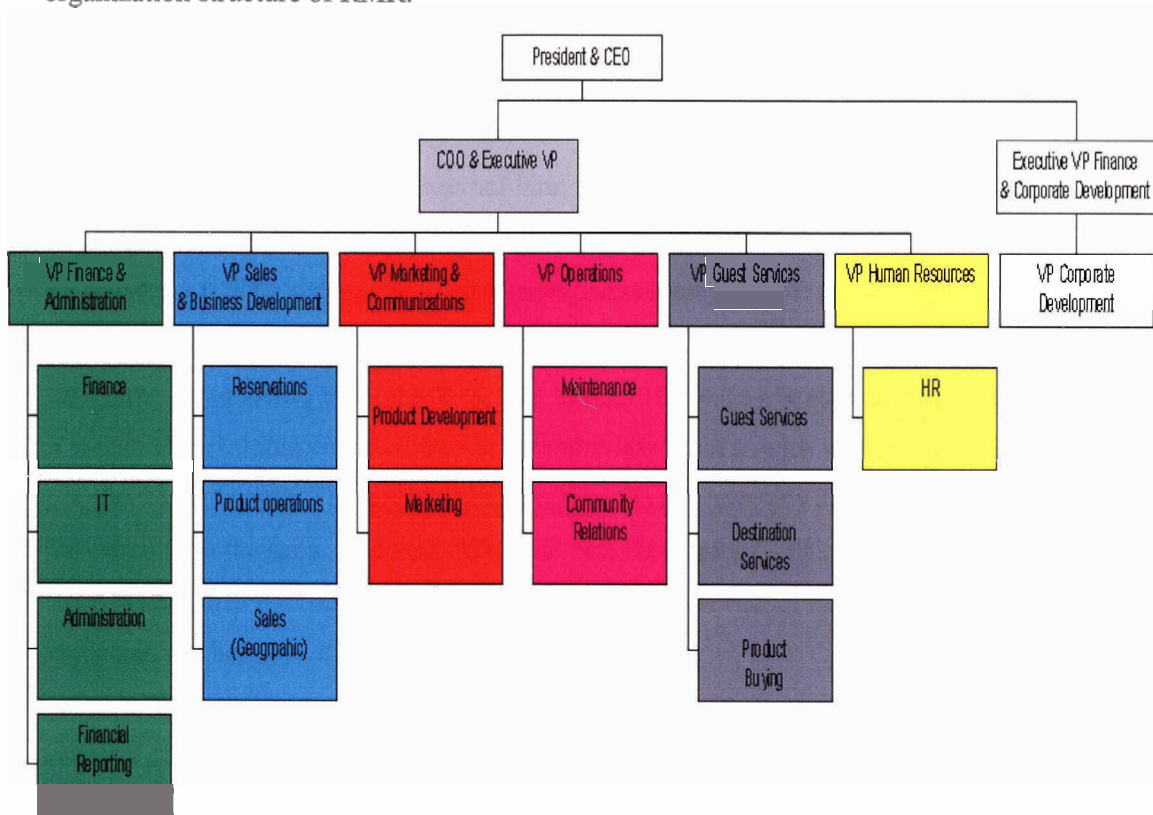 organization structure of RMR.
President & CEO
COO & Executive VP
Executive VP Finance
& Corporate Development
VP Finance &
Administration
VP Sales
& Business Development
VP Marketing &
Communications
VP Operations
VP Guest Services
VP Human Resources
VP Corporate
Development
Finance
IT
Administration
Financial
Reporting
Reservations
Product operations
Sales
(Geogrpahic)
Product Development
Marketing
Maintenance
Community
Relations
Guest Services
Destination
Services
Product
Buying
HR